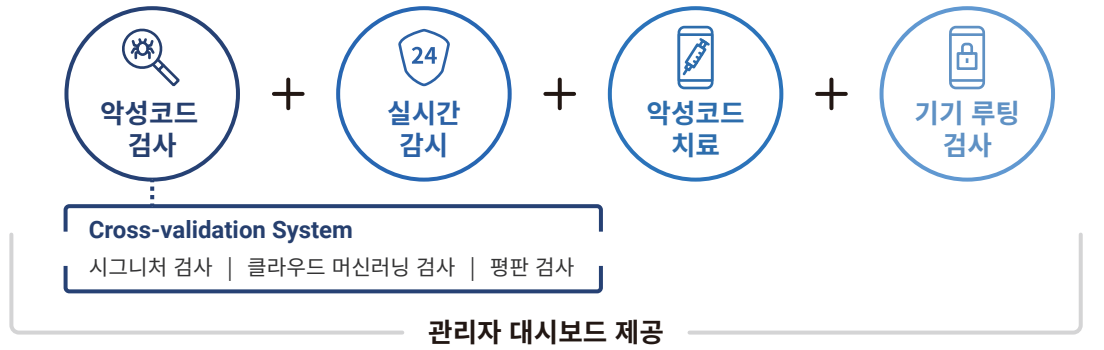 악성코드
검사
+
24
실시간
감시
+
악성코드
치료
+
기기 루팅
검사
Cross-validation System
시그니처 검사 | 클라우드 머신러닝 검사 | 평판 검사
관리자 대시보드 제공